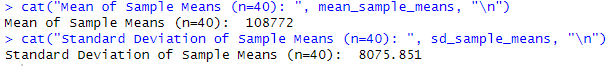 > cat("Mean of Sample Means (n=40): ", mean_sample_means, "\n")
Mean of Sample Means (n=40):  108772
> cat("Standard Deviation of Sample Means (n=40): ", sd_sample_means, "\n")
Standard Deviation of Sample Means (n=40):  8075.851